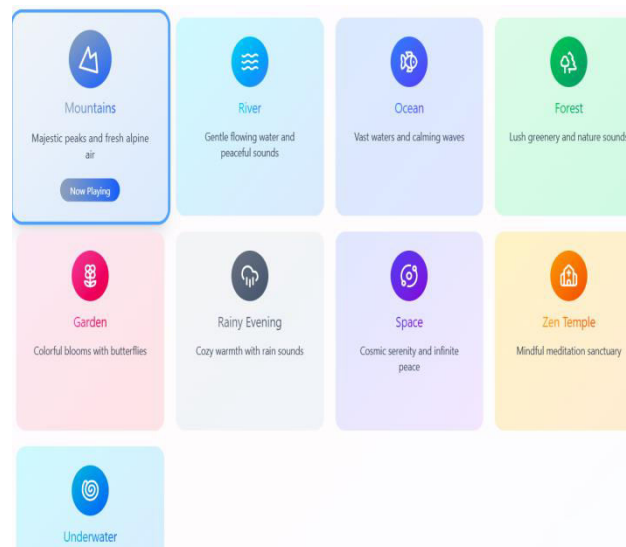 Mountains
Majestic peaks and fresh alpine
air
Now Playing
River
Gentle flowing water and
peaceful sounds
Ocean
Vast waters and calming waves
Forest
Lush greenery and nature sounds
Garden
Colorful blooms with butterflies
Rainy Evening
Cozy warmth with rain sounds
Space
Cosmic serenity and infinite
peace
Zen Temple
Mindful meditation sanctuary
Underwater